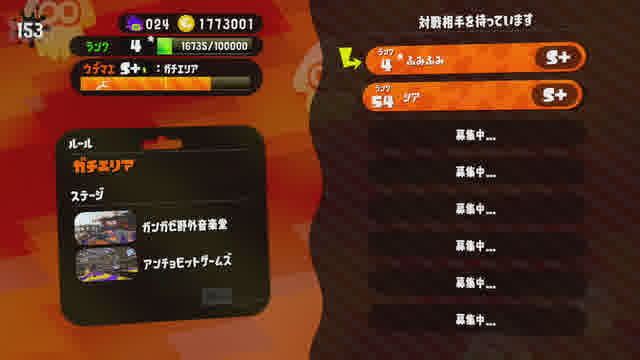 153
024
1773001
ランク 4* 16735/100000
ウデマエ S+ : ガチエリア
ルール
ガチエリア
ステージ
ガンガゼ野外音楽堂
アンチョビットゲームズ
対戦相手を待っています
ランク 4* ふみふみ S+
ランク 54 シア S+
募集中...
募集中...
募集中...
募集中...
募集中...
募集中...